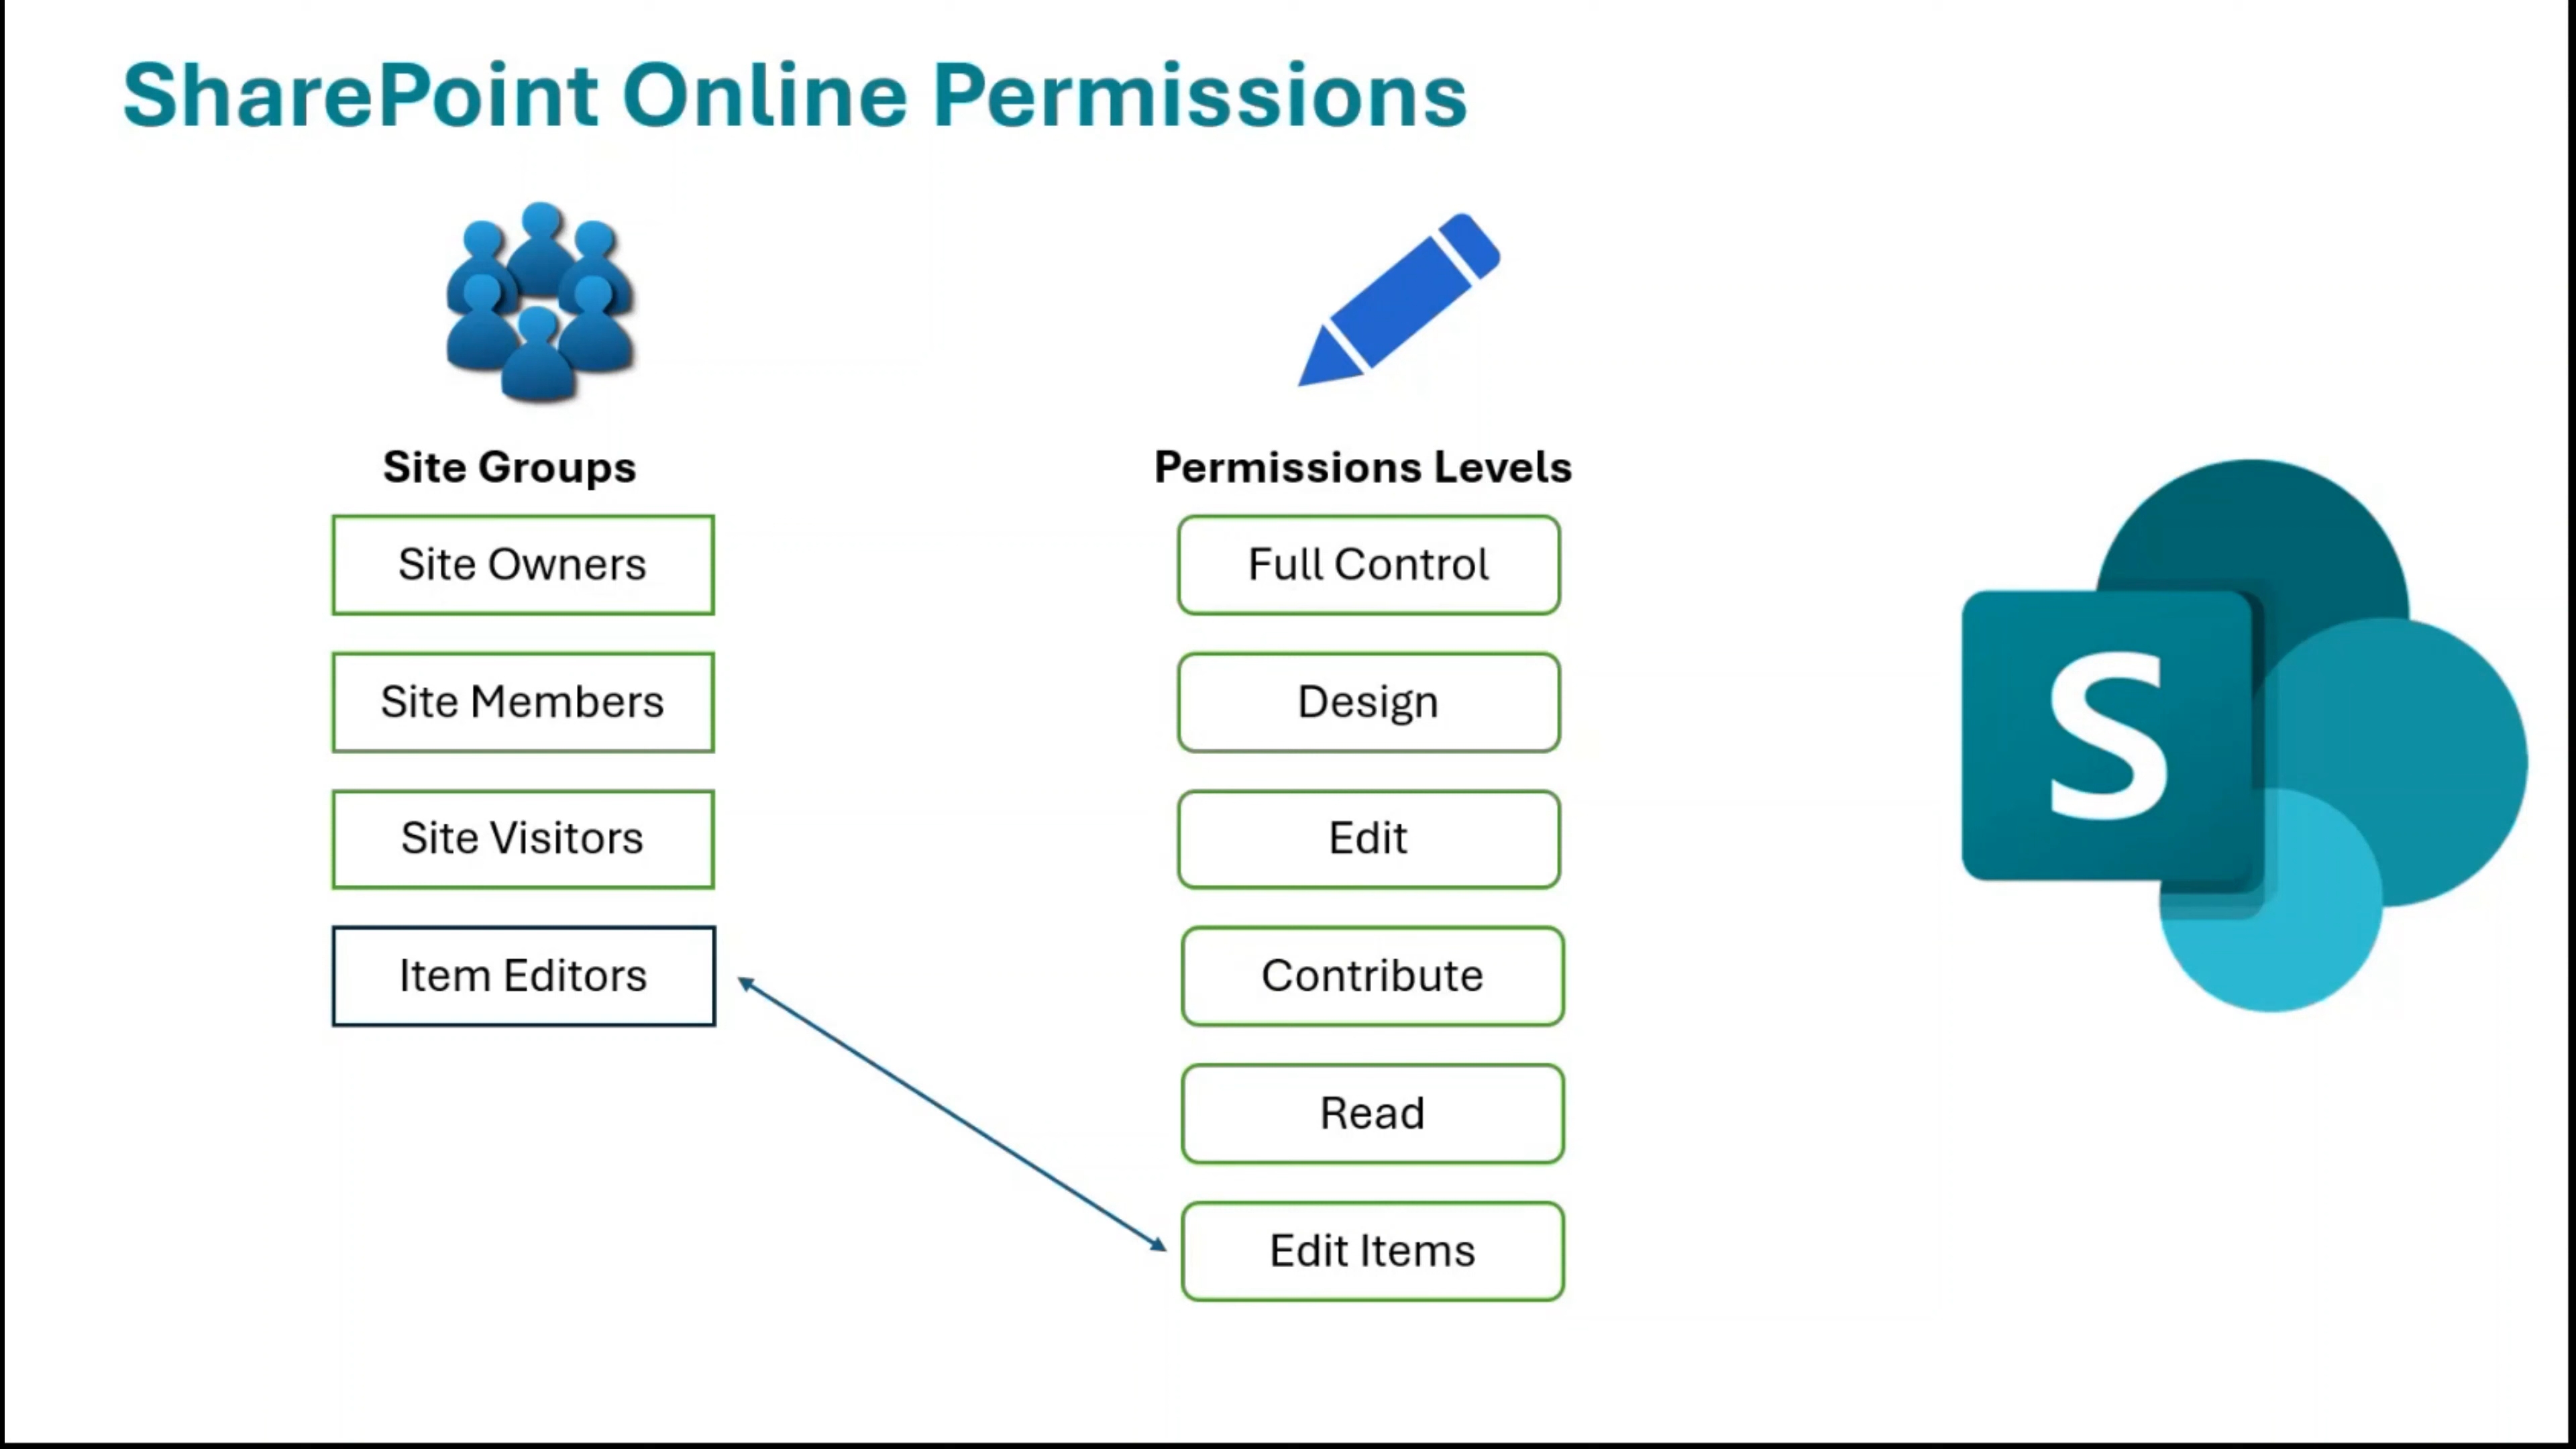 SharePoint Online Permissions
Site Groups
Site Owners
Site Members
Site Visitors
Item Editors
Permissions Levels
Full Control
Design
Edit
Contribute
Read
Edit Items
S